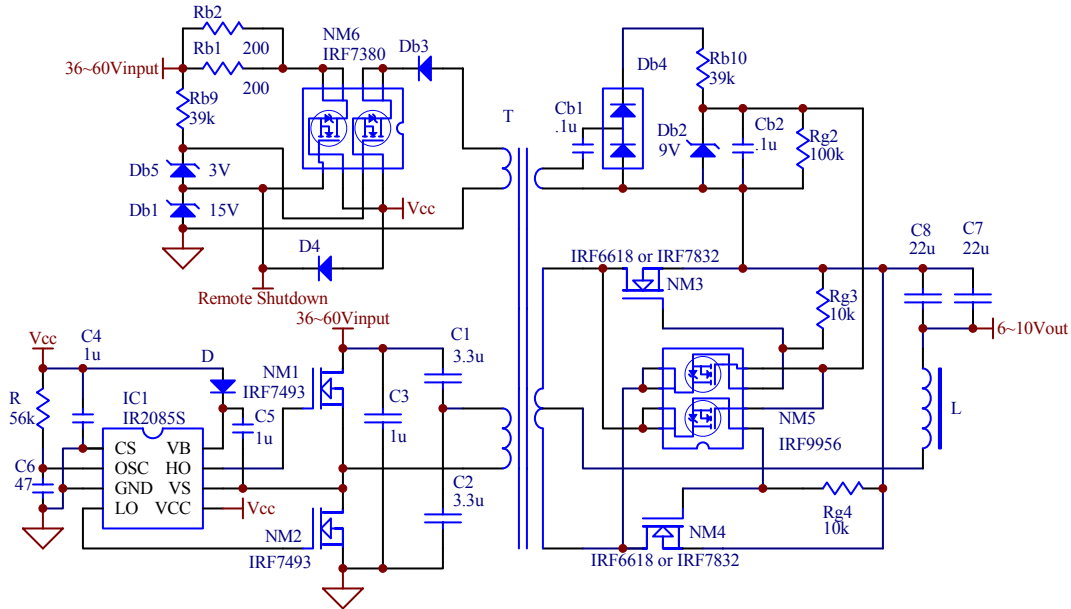 Rb2
200
Rb1
200
36~60Vinput
Rb9
39k
NM6
IRF7380
Db3
Db5
3V
Db1
15V
Vcc
D4
Remote Shutdown
T
Cb1
.1u
Db4
Rb10
39k
Db2
9V
Cb2
.1u
Rg2
100k
IRF6618 or IRF7832
NM3
Rg3
10k
C8
22u
C7
22u
6~10Vout
L
NM5
IRF9956
Rg4
10k
NM4
IRF6618 or IRF7832
36~60Vinput
Vcc
C4
1u
D
R
56k
IC1
IR2085S
CS
OSC
GND
LO
VB
HO
VS
VCC
Vcc
C5
1u
C6
47
NM1
IRF7493
NM2
IRF7493
C3
1u
C1
3.3u
C2
3.3u